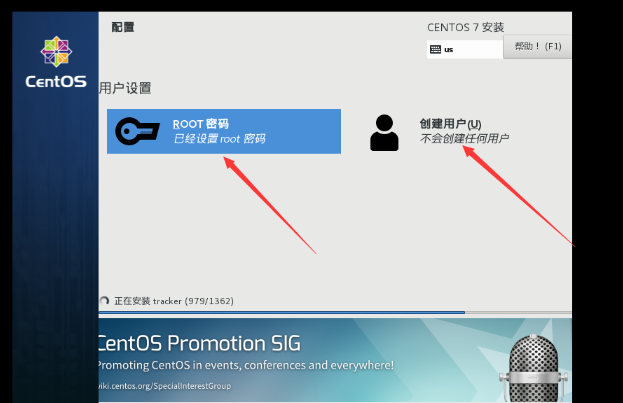 配置
CENTOS 7 安装
us
帮助！(F1)
CentOS
用户设置
ROOT 密码
已经设置 root 密码
创建用户(U)
不会创建任何用户
正在安装 tracker (979/1362)
CentOS Promotion SIG
Promoting CentOS in events, conferences and everywhere!
wiki.centos.org/SpecialInterestGroup